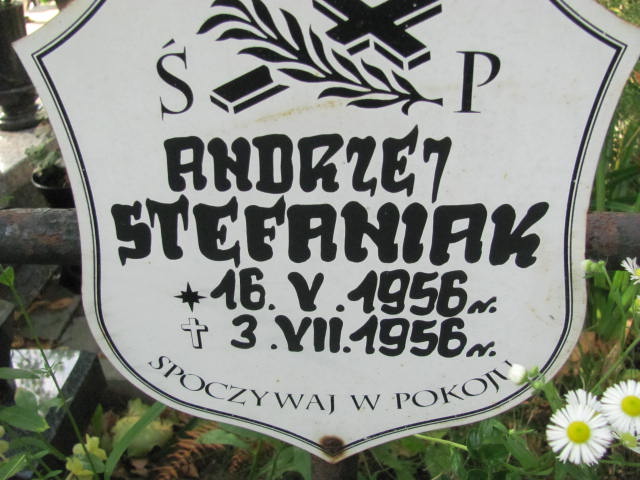 Ś P
ANDRZEJ
STEFANIAK
16. V. 1956 r.
3. VII. 1956 r.
SPOCZYWAJ W POKOJU